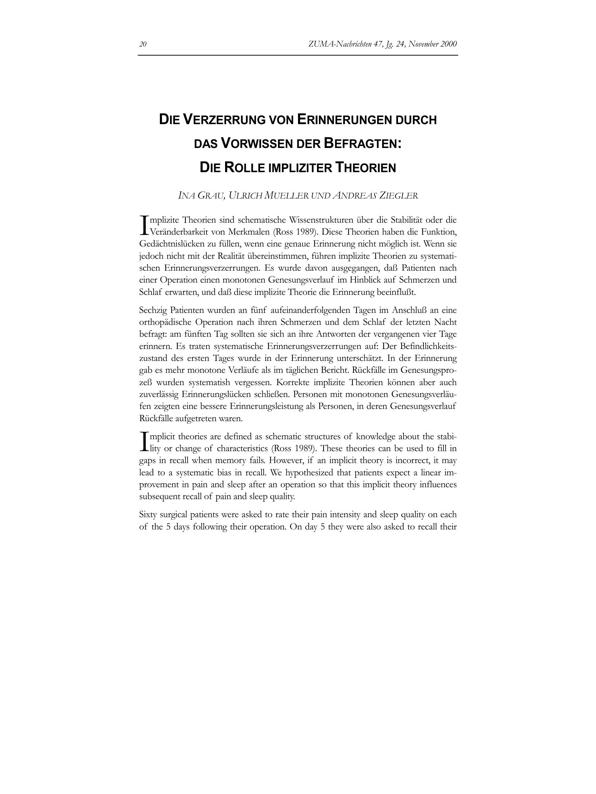 20 ZUMA-Nachrichten 47, Jg. 24, November 2000
DIE VERZERRUNG VON ERINNERUNGEN DURCH
DAS VORWISSEN DER BEFRAGTEN:
DIE ROLLE IMPLIZITER THEORIEN
INA GRAU, ULRICH MUELLER UND ANDREAS ZIEGLER
Implizite Theorien sind schematische Wissenstrukturen über die Stabilität oder die
Veränderbarkeit von Merkmalen (Ross 1989). Diese Theorien haben die Funktion,
Gedächtnislücken zu füllen, wenn eine genaue Erinnerung nicht möglich ist. Wenn sie
jedoch nicht mit der Realität übereinstimmen, führen implizite Theorien zu systemati-
schen Erinnerungsverzerrungen. Es wurde davon ausgegangen, daß Patienten nach
einer Operation einen monotonen Genesungsverlauf im Hinblick auf Schmerzen und
Schlaf erwarten, und daß diese implizite Theorie die Erinnerung beeinflußt.
Sechzig Patienten wurden an fünf aufeinanderfolgenden Tagen im Anschluß an eine
orthopädische Operation nach ihren Schmerzen und dem Schlaf der letzten Nacht
befragt: am fünften Tag sollten sie sich an ihre Antworten der vergangenen vier Tage
erinnern. Es traten systematische Erinnerungsverzerrungen auf: Der Befindlichkeits-
zustand des ersten Tages wurde in der Erinnerung unterschätzt. In der Erinnerung
gab es mehr monotone Verläufe als im täglichen Bericht. Rückfälle im Genesungspro-
zeß wurden systematish vergessen. Korrekte implizite Theorien können aber auch
zuverlässig Erinnerungslücken schließen. Personen mit monotonen Genesungsverläu-
fen zeigten eine bessere Erinnerungsleistung als Personen, in deren Genesungsverlauf
Rückfälle aufgetreten waren.
Implicit theories are defined as schematic structures of knowledge about the stabi-
lity or change of characteristics (Ross 1989). These theories can be used to fill in
gaps in recall when memory fails. However, if an implicit theory is incorrect, it may
lead to a systematic bias in recall. We hypothesized that patients expect a linear im-
provement in pain and sleep after an operation so that this implicit theory influences
subsequent recall of pain and sleep quality.
Sixty surgical patients were asked to rate their pain intensity and sleep quality on each
of the 5 days following their operation. On day 5 they were also asked to recall their